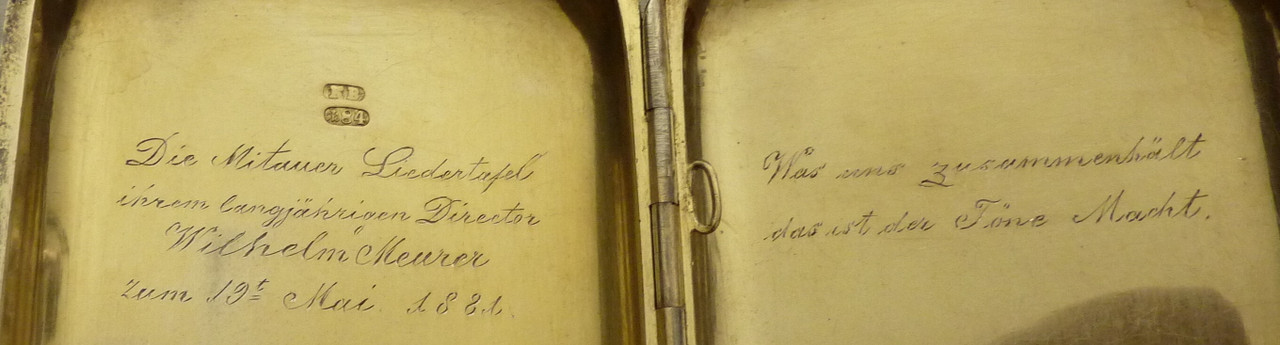 84
Die Mitauer Liedertafel
ihrem langjährigen Director
Wilhelm Meurer
zum 19t Mai 1881.
Was uns zusammenhält
das ist der Töne Macht.